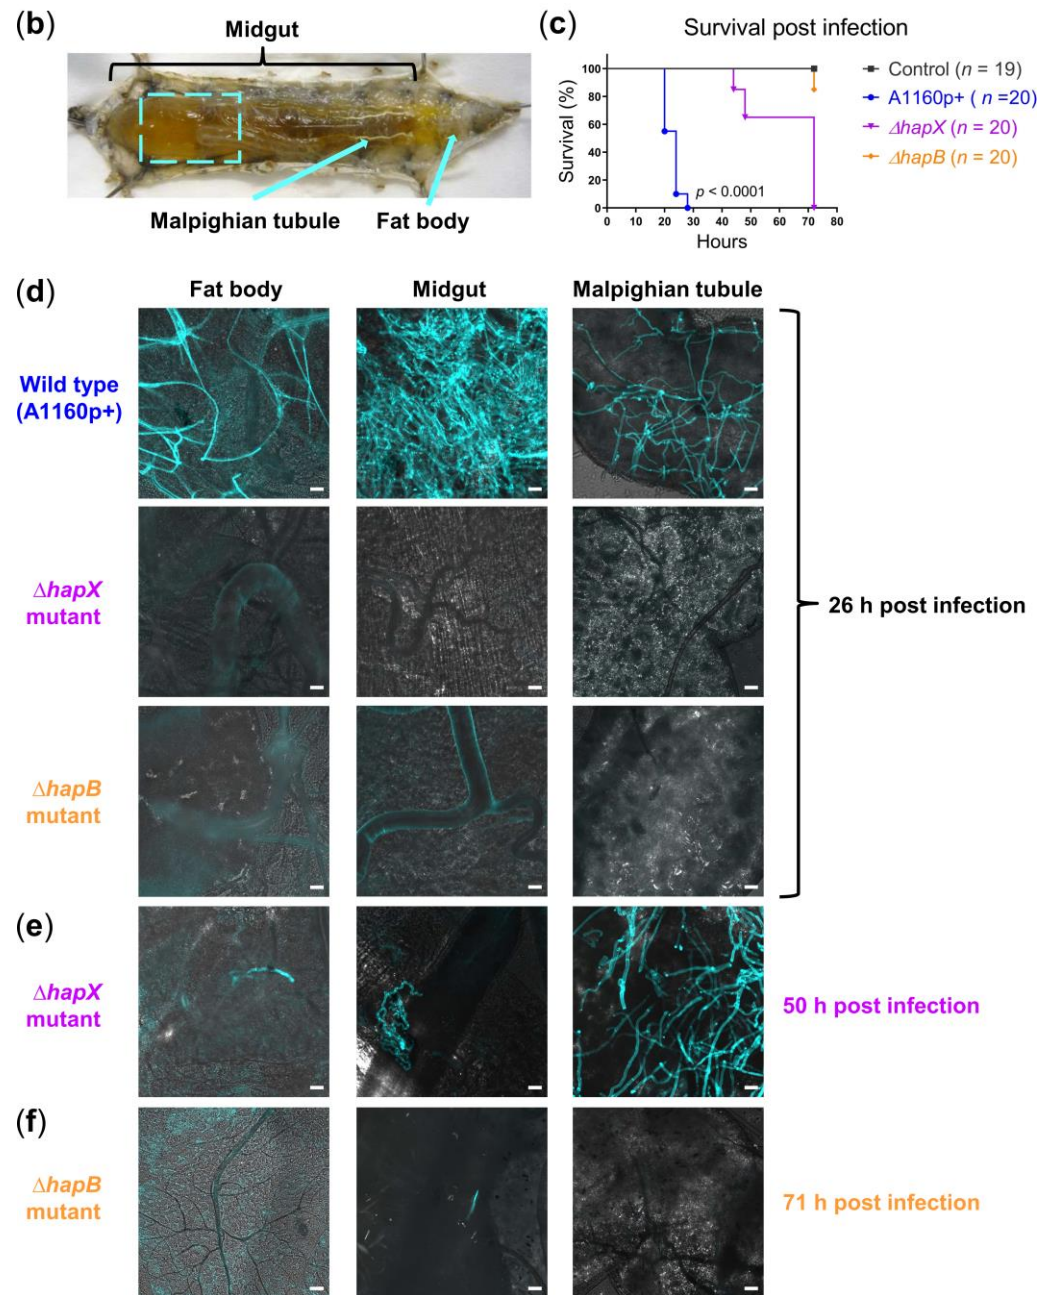 (b)
Midgut
Malpighian tubule
Fat body
(c)
Survival post infection
Survival (%)
100
80
60
40
20
0
p < 0.0001
0 10 20 30 40 50 60 70 80
Hours
Control (n = 19)
A1160p+ ( n =20)
ΔhapX (n = 20)
ΔhapB (n = 20)
(d)
Fat body
Midgut
Malpighian tubule
Wild type
(A1160p+)
ΔhapX
mutant
ΔhapB
mutant
26 h post infection
(e)
ΔhapX
mutant
50 h post infection
(f)
ΔhapB
mutant
71 h post infection